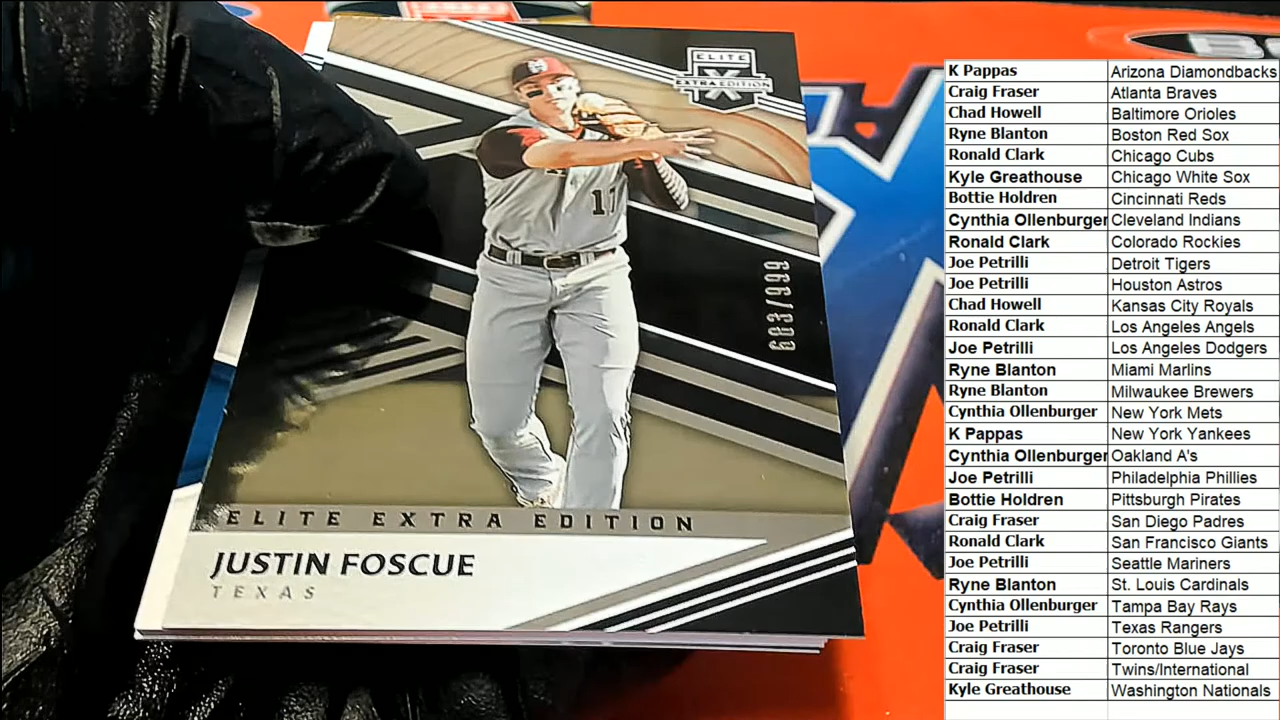 ELITE
X
EXTRA EDITION
17
683/999
ELITE EXTRA EDITION
JUSTIN FOSCUE
TEXAS
K Pappas Arizona Diamondbacks
Craig Fraser Atlanta Braves
Chad Howell Baltimore Orioles
Ryne Blanton Boston Red Sox
Ronald Clark Chicago Cubs
Kyle Greathouse Chicago White Sox
Bottie Holdren Cincinnati Reds
Cynthia Ollenburger Cleveland Indians
Ronald Clark Colorado Rockies
Joe Petrilli Detroit Tigers
Joe Petrilli Houston Astros
Chad Howell Kansas City Royals
Ronald Clark Los Angeles Angels
Joe Petrilli Los Angeles Dodgers
Ryne Blanton Miami Marlins
Ryne Blanton Milwaukee Brewers
Cynthia Ollenburger New York Mets
K Pappas New York Yankees
Cynthia Ollenburger Oakland A's
Joe Petrilli Philadelphia Phillies
Bottie Holdren Pittsburgh Pirates
Craig Fraser San Diego Padres
Ronald Clark San Francisco Giants
Joe Petrilli Seattle Mariners
Ryne Blanton St. Louis Cardinals
Cynthia Ollenburger Tampa Bay Rays
Joe Petrilli Texas Rangers
Craig Fraser Toronto Blue Jays
Craig Fraser Twins/International
Kyle Greathouse Washington Nationals